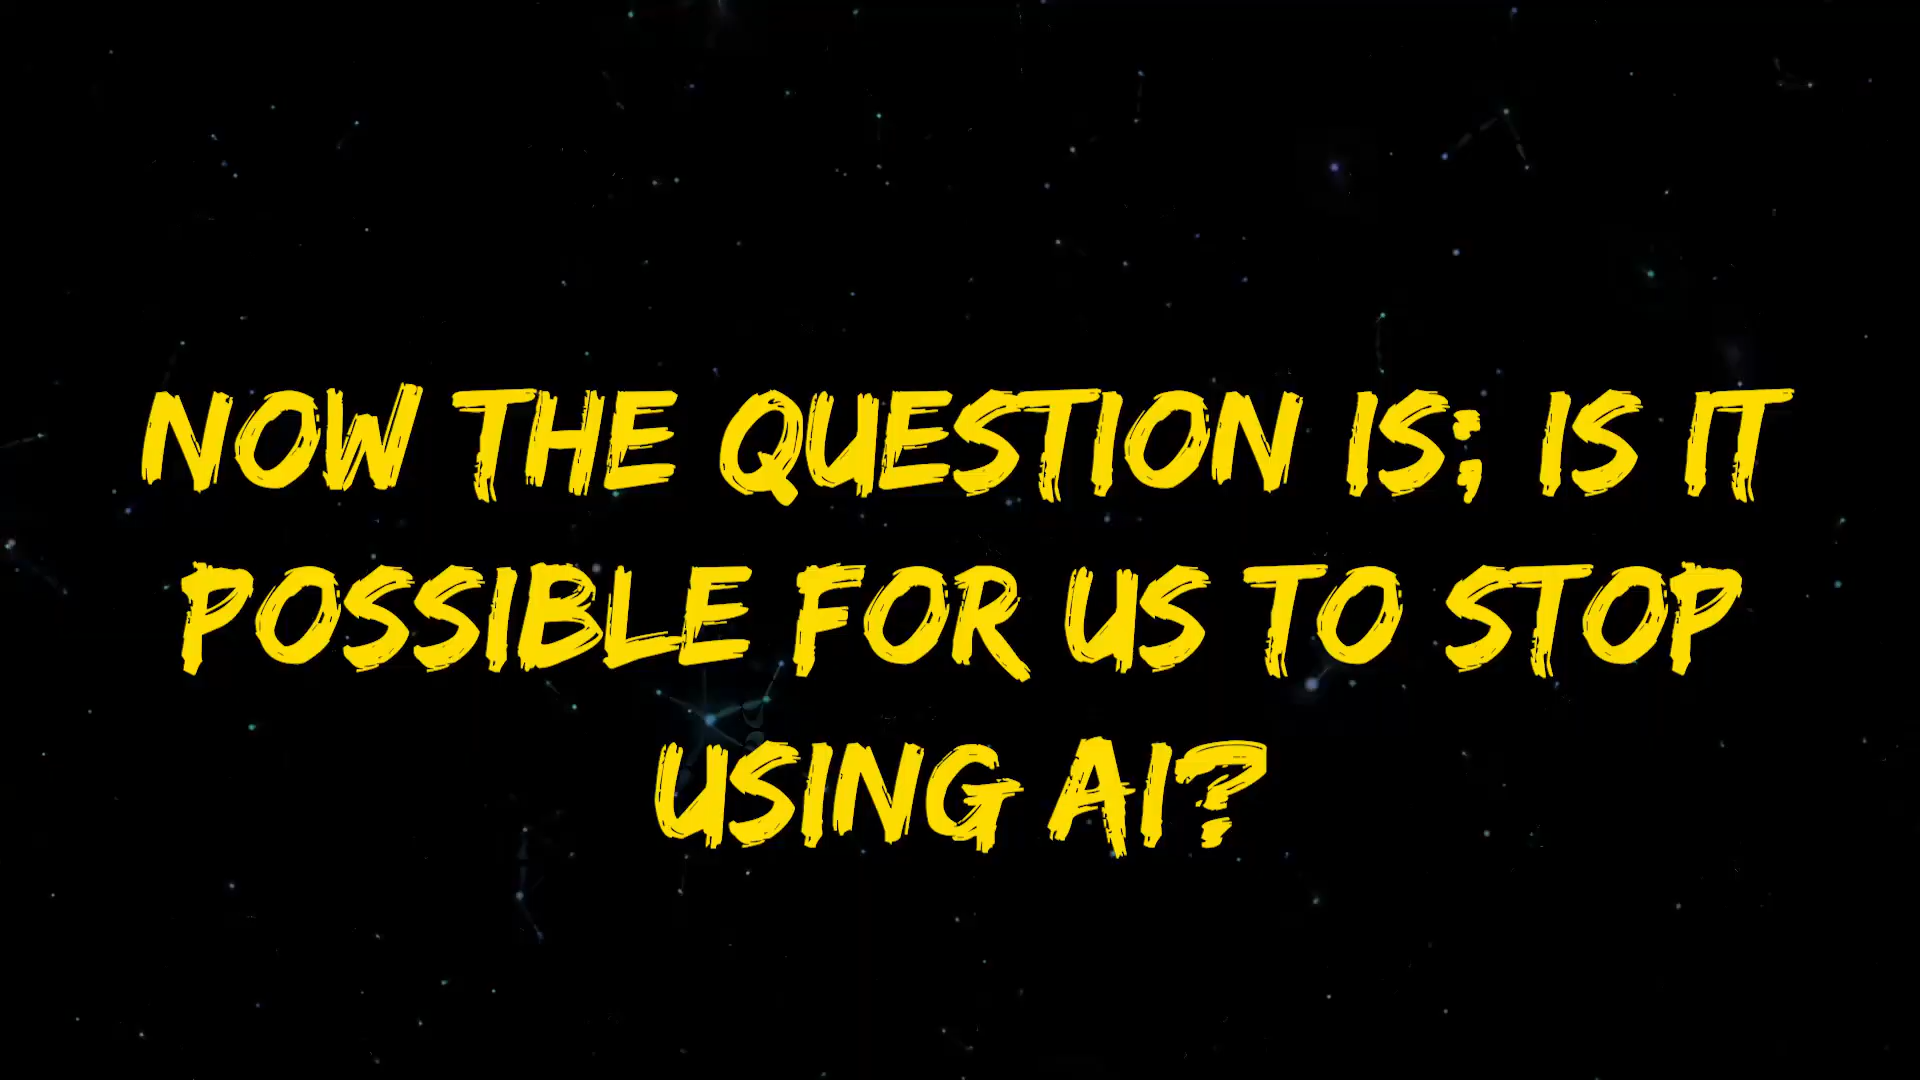 NOW THE QUESTION IS; IS IT
POSSIBLE FOR US TO STOP
USING AI?